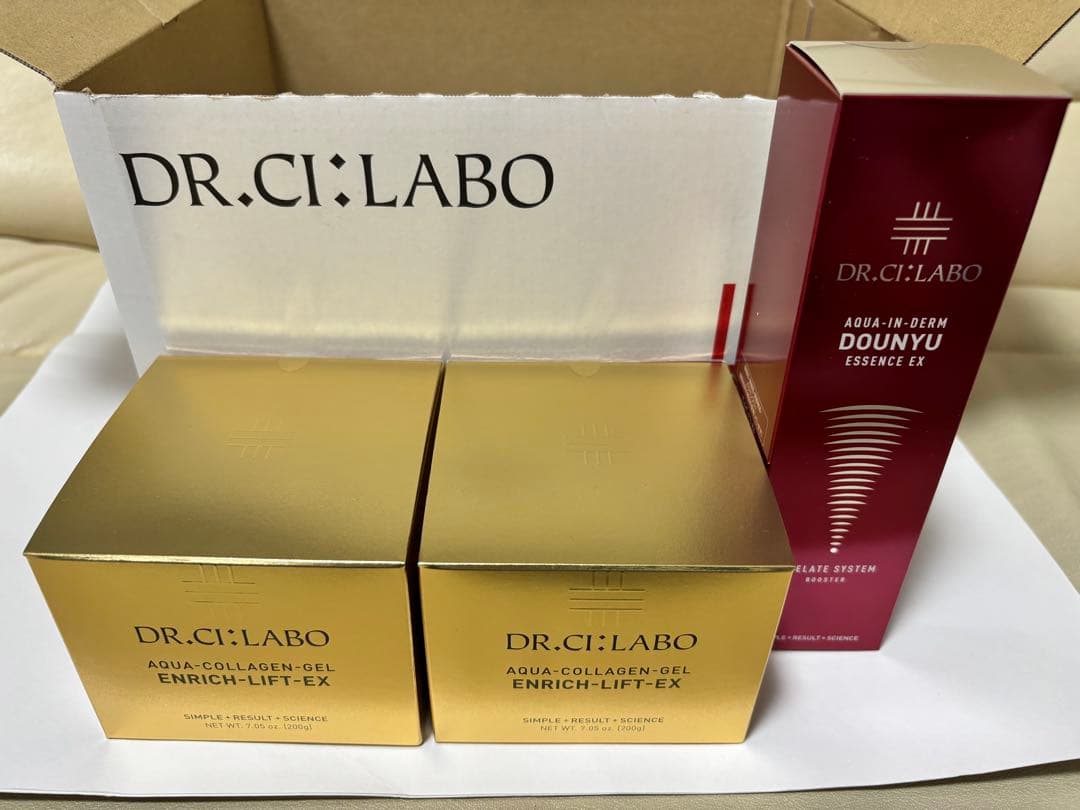 DR.CI:LABO
DR.CI:LABO
AQUA-IN-DERM
DOUNYU
ESSENCE EX
ELATE SYSTEM
BOOSTER
LE + RESULT + SCIENCE
DR.CI:LABO
AQUA-COLLAGEN-GEL
ENRICH-LIFT-EX
SIMPLE + RESULT + SCIENCE
NET WT. 7.05 oz. (200g)
DR.CI:LABO
AQUA-COLLAGEN-GEL
ENRICH-LIFT-EX
SIMPLE + RESULT + SCIENCE
NET WT. 7.05 oz. (200g)